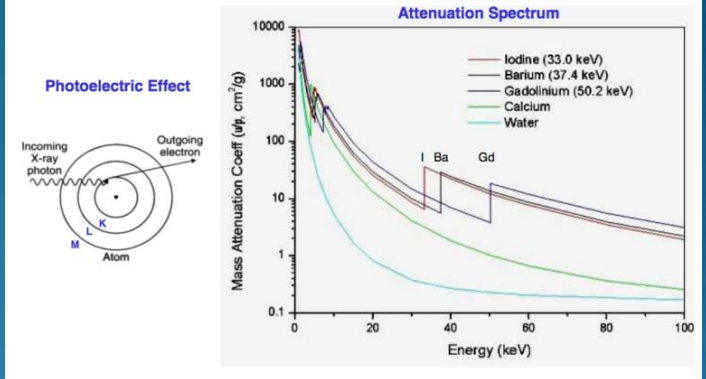 Photoelectric Effect
Incoming
X-ray
photon
Outgoing
electron
K
L
M
Atom
Attenuation Spectrum
Mass Attenuation Coeff (u/p, cm²/g)
10000
1000
100
10
1
0.1
Iodine (33.0 keV)
Barium (37.4 keV)
Gadolinium (50.2 keV)
Calcium
Water
I Ba Gd
0 20 40 60 80 100
Energy (keV)